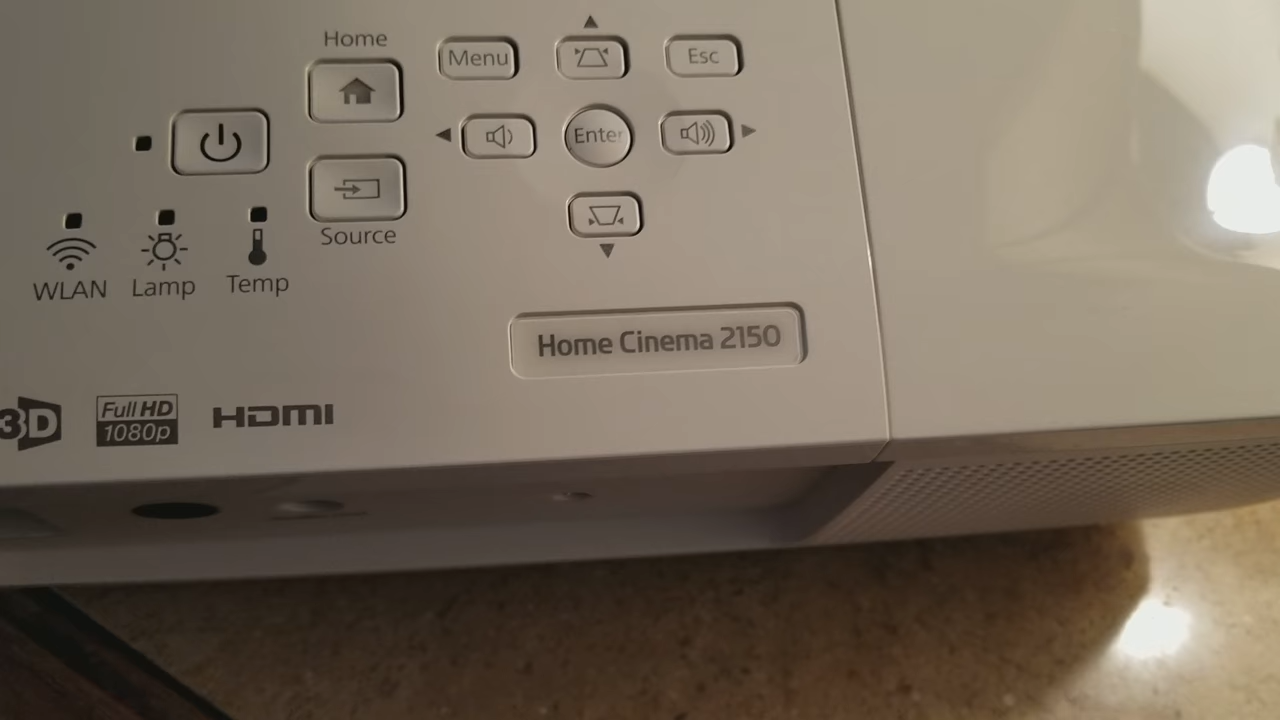 Home
Menu
Esc
Enter
Source
WLAN
Lamp
Temp
Home Cinema 2150
3D
Full HD
1080p
HDMI